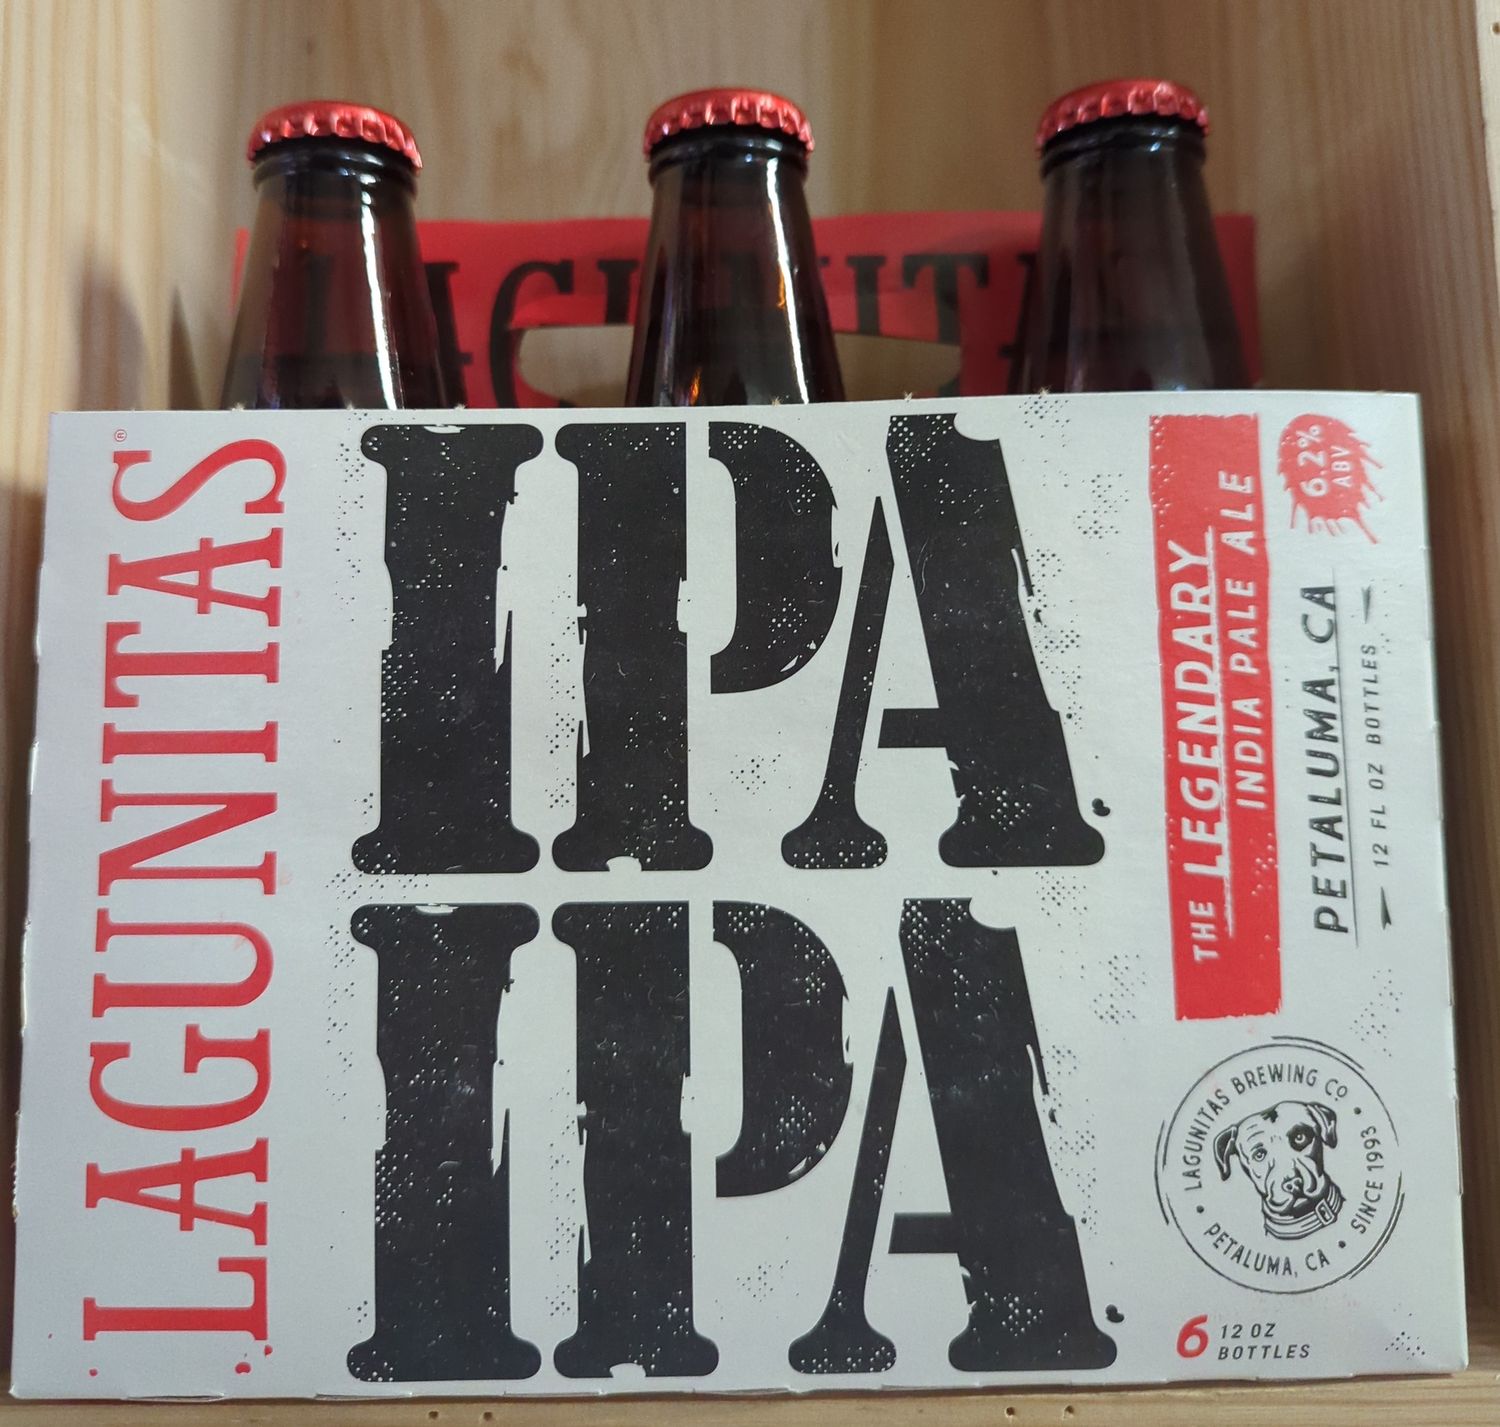 LAGUNITAS
LAGUNITAS®
IPA
IPA
THE LEGENDARY
INDIA PALE ALE
6.2%
ABV
PETALUMA, CA
12 FL OZ BOTTLES
LAGUNITAS BREWING CO
SINCE 1993
PETALUMA, CA
6 12 OZ
BOTTLES